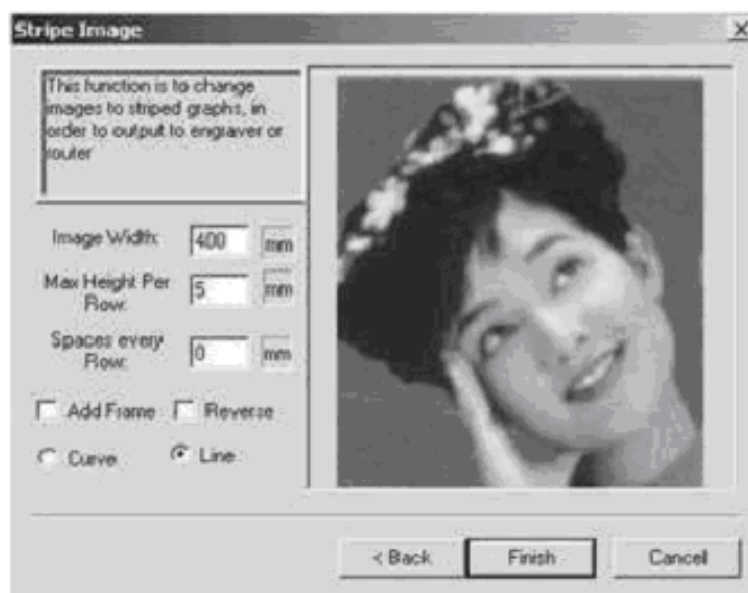 Stripe Image
This function is to change
images to striped graphs, in
order to output to engraver or
router
Image Width: 400 mm
Max Height Per
Row: 5 mm
Spaces every
Row: 0 mm
Add Frame Reverse
Curve Line
< Back Finish Cancel